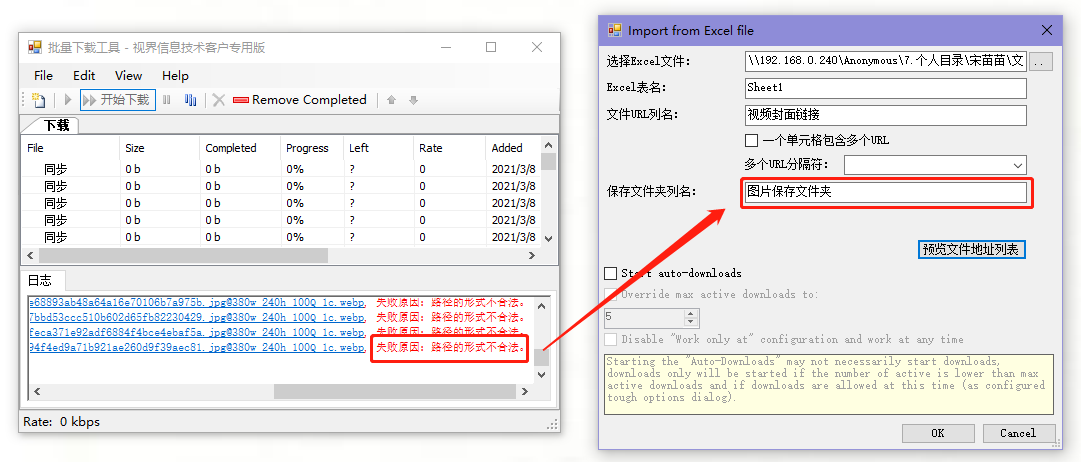 批量下载工具 - 视界信息技术客户专用版
File Edit View Help
开始下载 Remove Completed
下载
File Size Completed Progress Left Rate Added
同步 0 b 0 b 0% ? 0 2021/3/8
同步 0 b 0 b 0% ? 0 2021/3/8
同步 0 b 0 b 0% ? 0 2021/3/8
同步 0 b 0 b 0% ? 0 2021/3/8
同步 0 b 0 b 0% ? 0 2021/3/8
日志
e68893ab48a64a16e70106b7a975b.jpg@380w_240h_100Q_1c.webp, 失败原因：路径的形式不合法。
7bbd53ccc510b602d65fb82230429.jpg@380w_240h_100Q_1c.webp, 失败原因：路径的形式不合法。
feca371e92adf6884f4bce4ebaf5a.jpg@380w_240h_100Q_1c.webp, 失败原因：路径的形式不合法。
94f4ed9a71b921ae260d9f39aec81.jpg@380w_240h_100Q_1c.webp, 失败原因：路径的形式不合法。
Rate: 0 kbps
Import from Excel file
选择Excel文件： \\192.168.0.240\Anonymous\7.个人目录\宋苗苗\文 ..
Excel表名： Sheet1
文件URL列名： 视频封面链接
一个单元格包含多个URL
多个URL分隔符：
保存文件夹列名： 图片保存文件夹
预览文件地址列表
Start auto-downloads
Override max active downloads to:
5
Disable "Work only at" configuration and work at any time
Starting the "Auto-Downloads" may not necessarily start downloads,
downloads only will be started if the number of active is lower than max
active downloads and if downloads are allowed at this time (as configured
tough options dialog).
OK Cancel